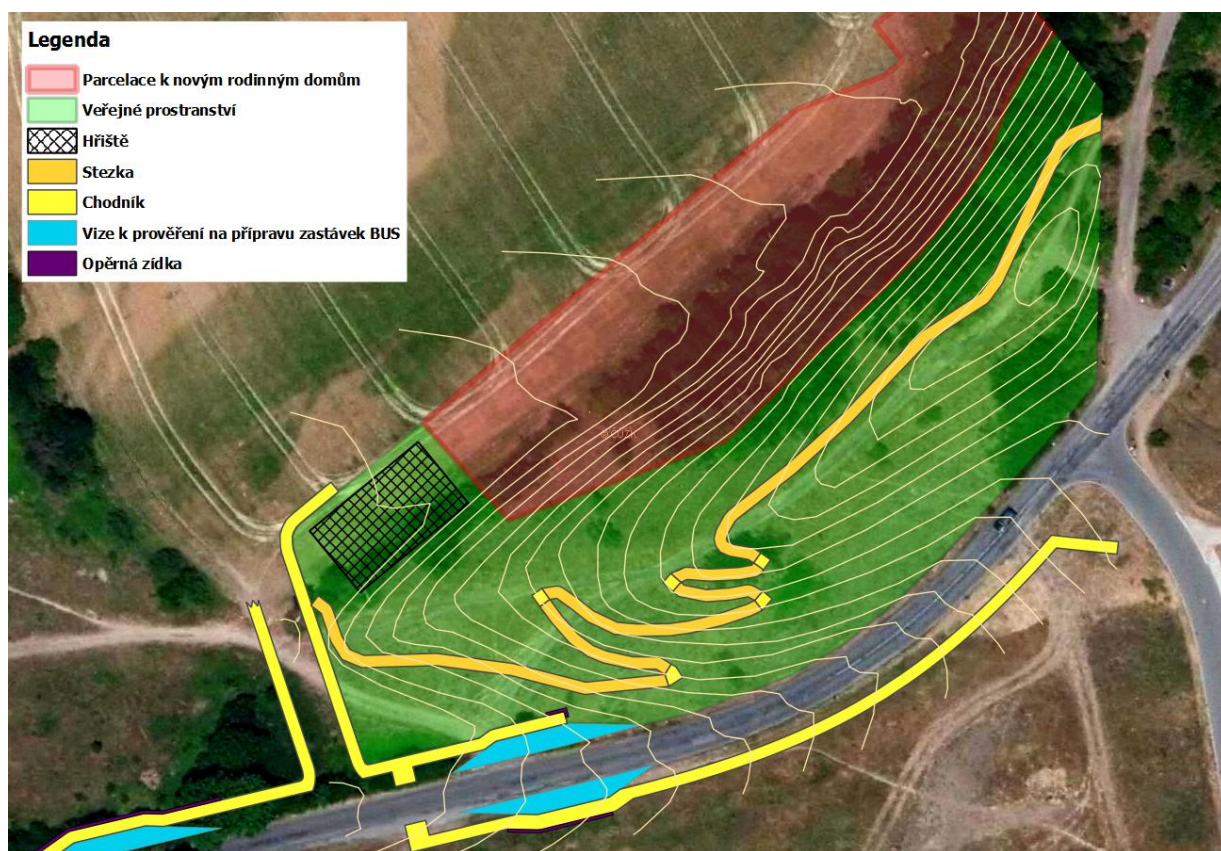 Legenda
Parcelace k novým rodinným domům
Veřejné prostranství
Hřiště
Stezka
Chodník
Vize k prověření na přípravu zastávek BUS
Opěrná zídka